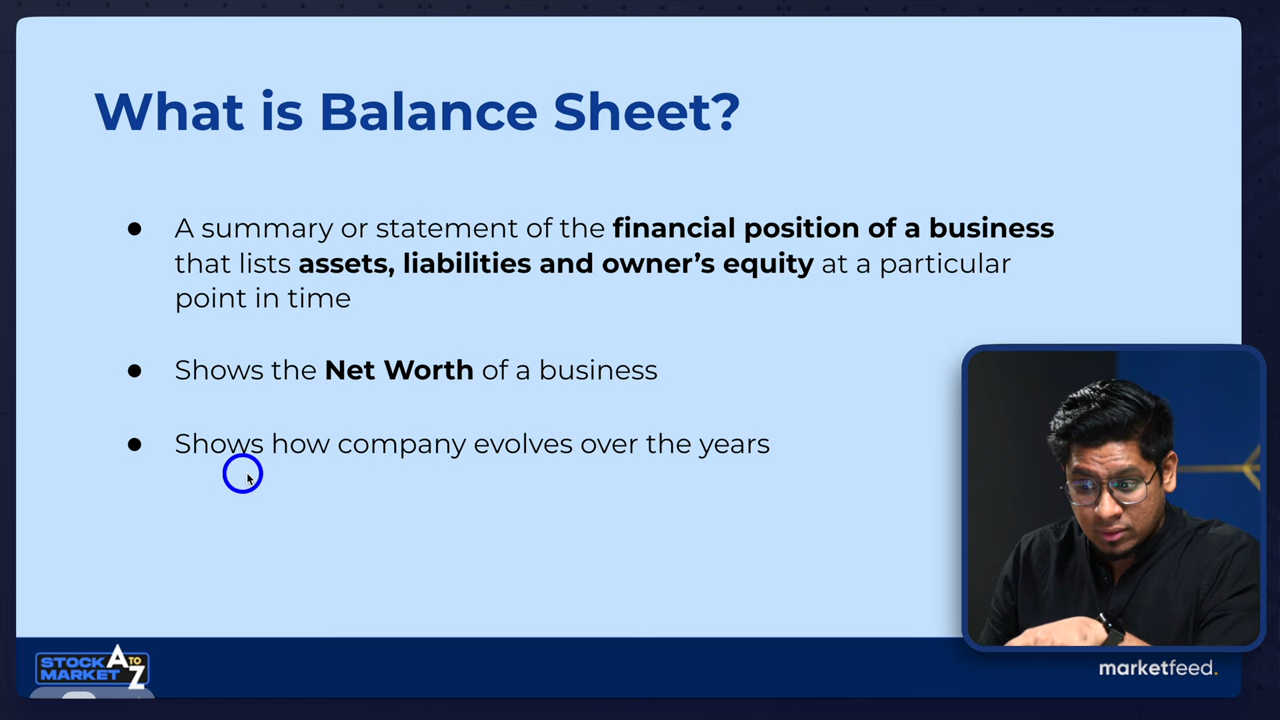 What is Balance Sheet?
● A summary or statement of the financial position of a business
that lists assets, liabilities and owner’s equity at a particular
point in time
● Shows the Net Worth of a business
● Shows how company evolves over the years
STOCK MARKET A TO Z
marketfeed.